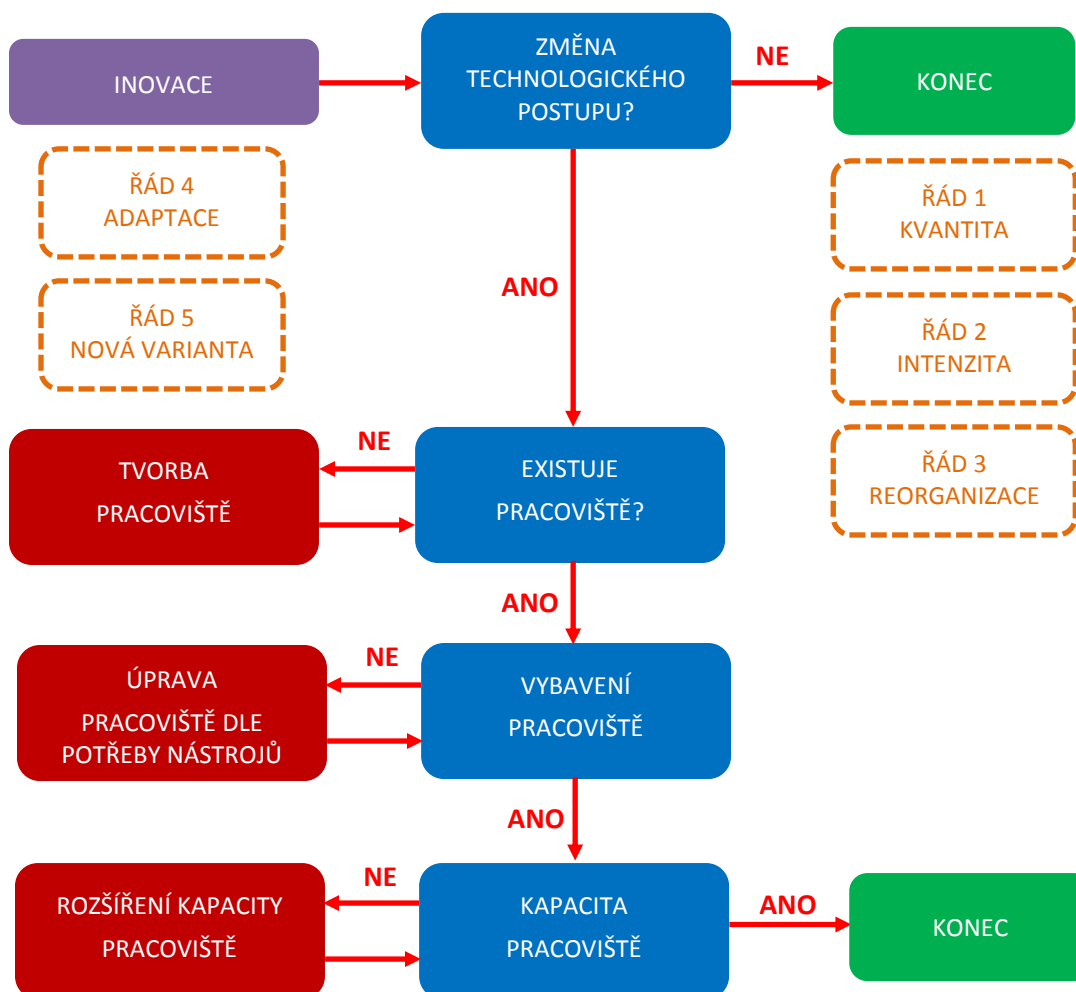 INOVACE
ZMĚNA
TECHNOLOGICKÉHO
POSTUPU?
NE
KONEC
ŘÁD 4
ADAPTACE
ŘÁD 5
NOVÁ VARIANTA
ANO
ŘÁD 1
KVANTITA
ŘÁD 2
INTENZITA
ŘÁD 3
REORGANIZACE
TVORBA
PRACOVIŠTĚ
NE
EXISTUJE
PRACOVIŠTĚ?
ANO
ÚPRAVA
PRACOVIŠTĚ DLE
POTŘEBY NÁSTROJŮ
NE
VYBAVENÍ
PRACOVIŠTĚ
ANO
ROZŠÍŘENÍ KAPACITY
PRACOVIŠTĚ
NE
KAPACITA
PRACOVIŠTĚ
ANO
KONEC